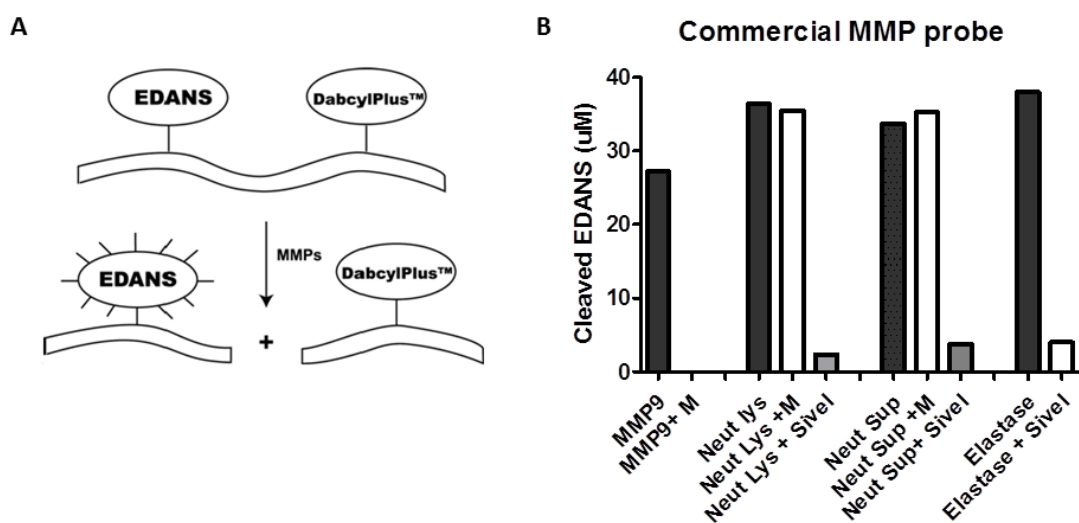 A
EDANS
DabcylPlus™
MMPs
EDANS
DabcylPlus™
+
B
Commercial MMP probe
Cleaved EDANS (uM)
40
30
20
10
0
MMP9
MMP9+ M
Neut lys
Neut Lys +M
Neut Lys + Sivel
Neut Sup
Neut Sup +M
Neut Sup+ Sivel
Elastase
Elastase + Sivel